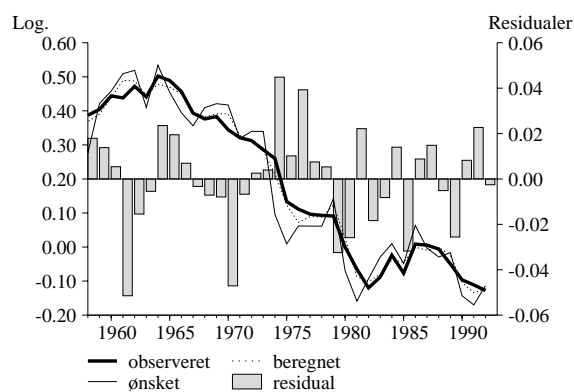 Log. Residualer
0.60 0.06
0.50 0.04
0.40
0.30 0.02
0.20 0.00
0.10 -0.02
0.00
-0.10 -0.04
-0.20 -0.06
1960 1965 1970 1975 1980 1985 1990
observeret beregnet
ønsket residual